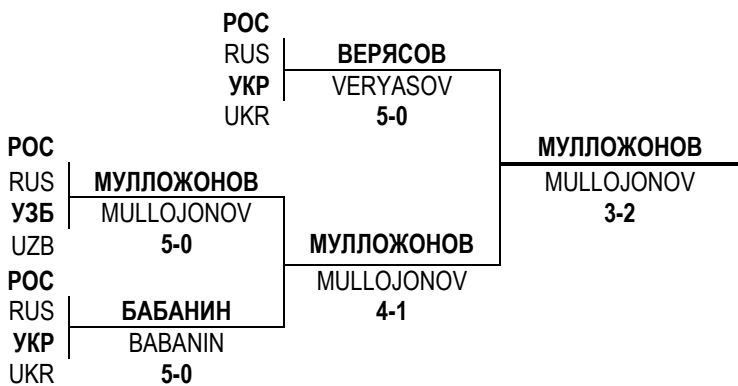 РОС
RUS
УКР
UKR
ВЕРЯСОВ
VERYASOV
5-0
РОС
RUS
УЗБ
UZB
МУЛЛОЖОНОВ
MULLOJONOV
5-0
РОС
RUS
УКР
UKR
БАБАНИН
BABANIN
5-0
МУЛЛОЖОНОВ
MULLOJONOV
4-1
МУЛЛОЖОНОВ
MULLOJONOV
3-2